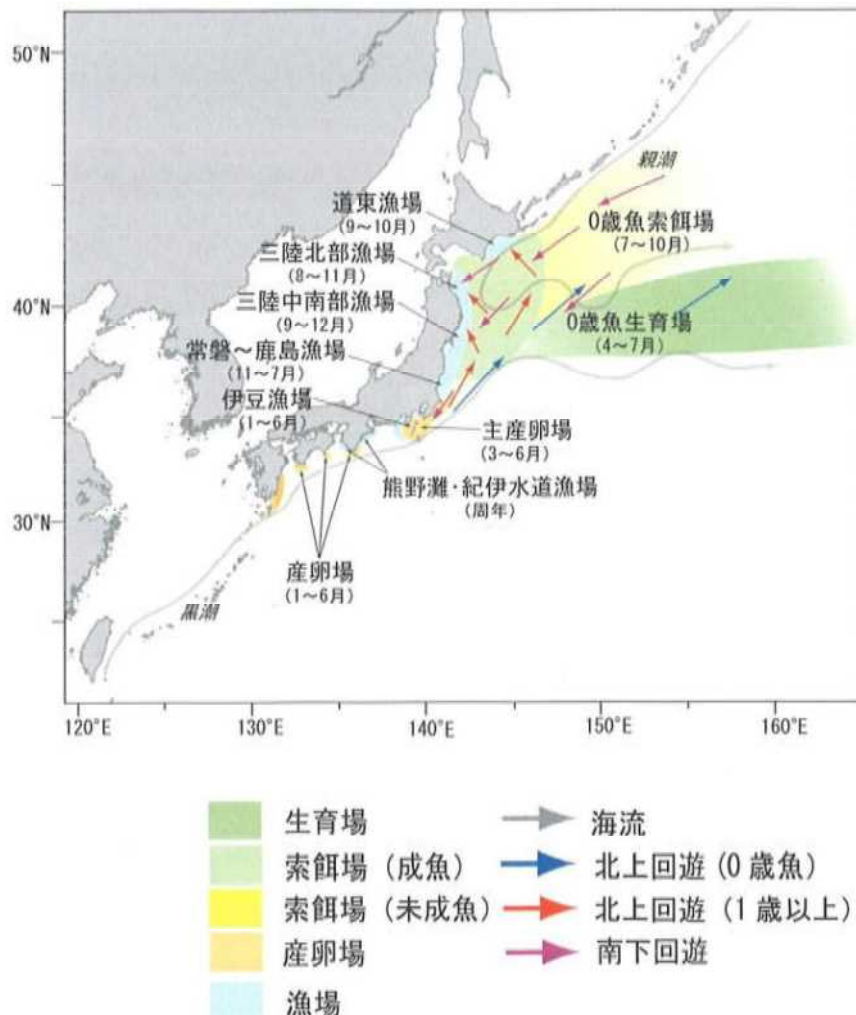 50°N
親潮
道東漁場
(9～10月)
0歳魚索餌場
(7～10月)
三陸北部漁場
(8～11月)
40°N
三陸中南部漁場
(9～12月)
0歳魚生育場
(4～7月)
常磐～鹿島漁場
(11～7月)
伊豆漁場
(1～6月)
主産卵場
(3～6月)
熊野灘・紀伊水道漁場
(周年)
30°N
産卵場
(1～6月)
黒潮
120°E
130°E
140°E
150°E
160°E
生育場
索餌場 (成魚)
索餌場 (未成魚)
産卵場
漁場
海流
北上回遊 (0歳魚)
北上回遊 (1歳以上)
南下回遊